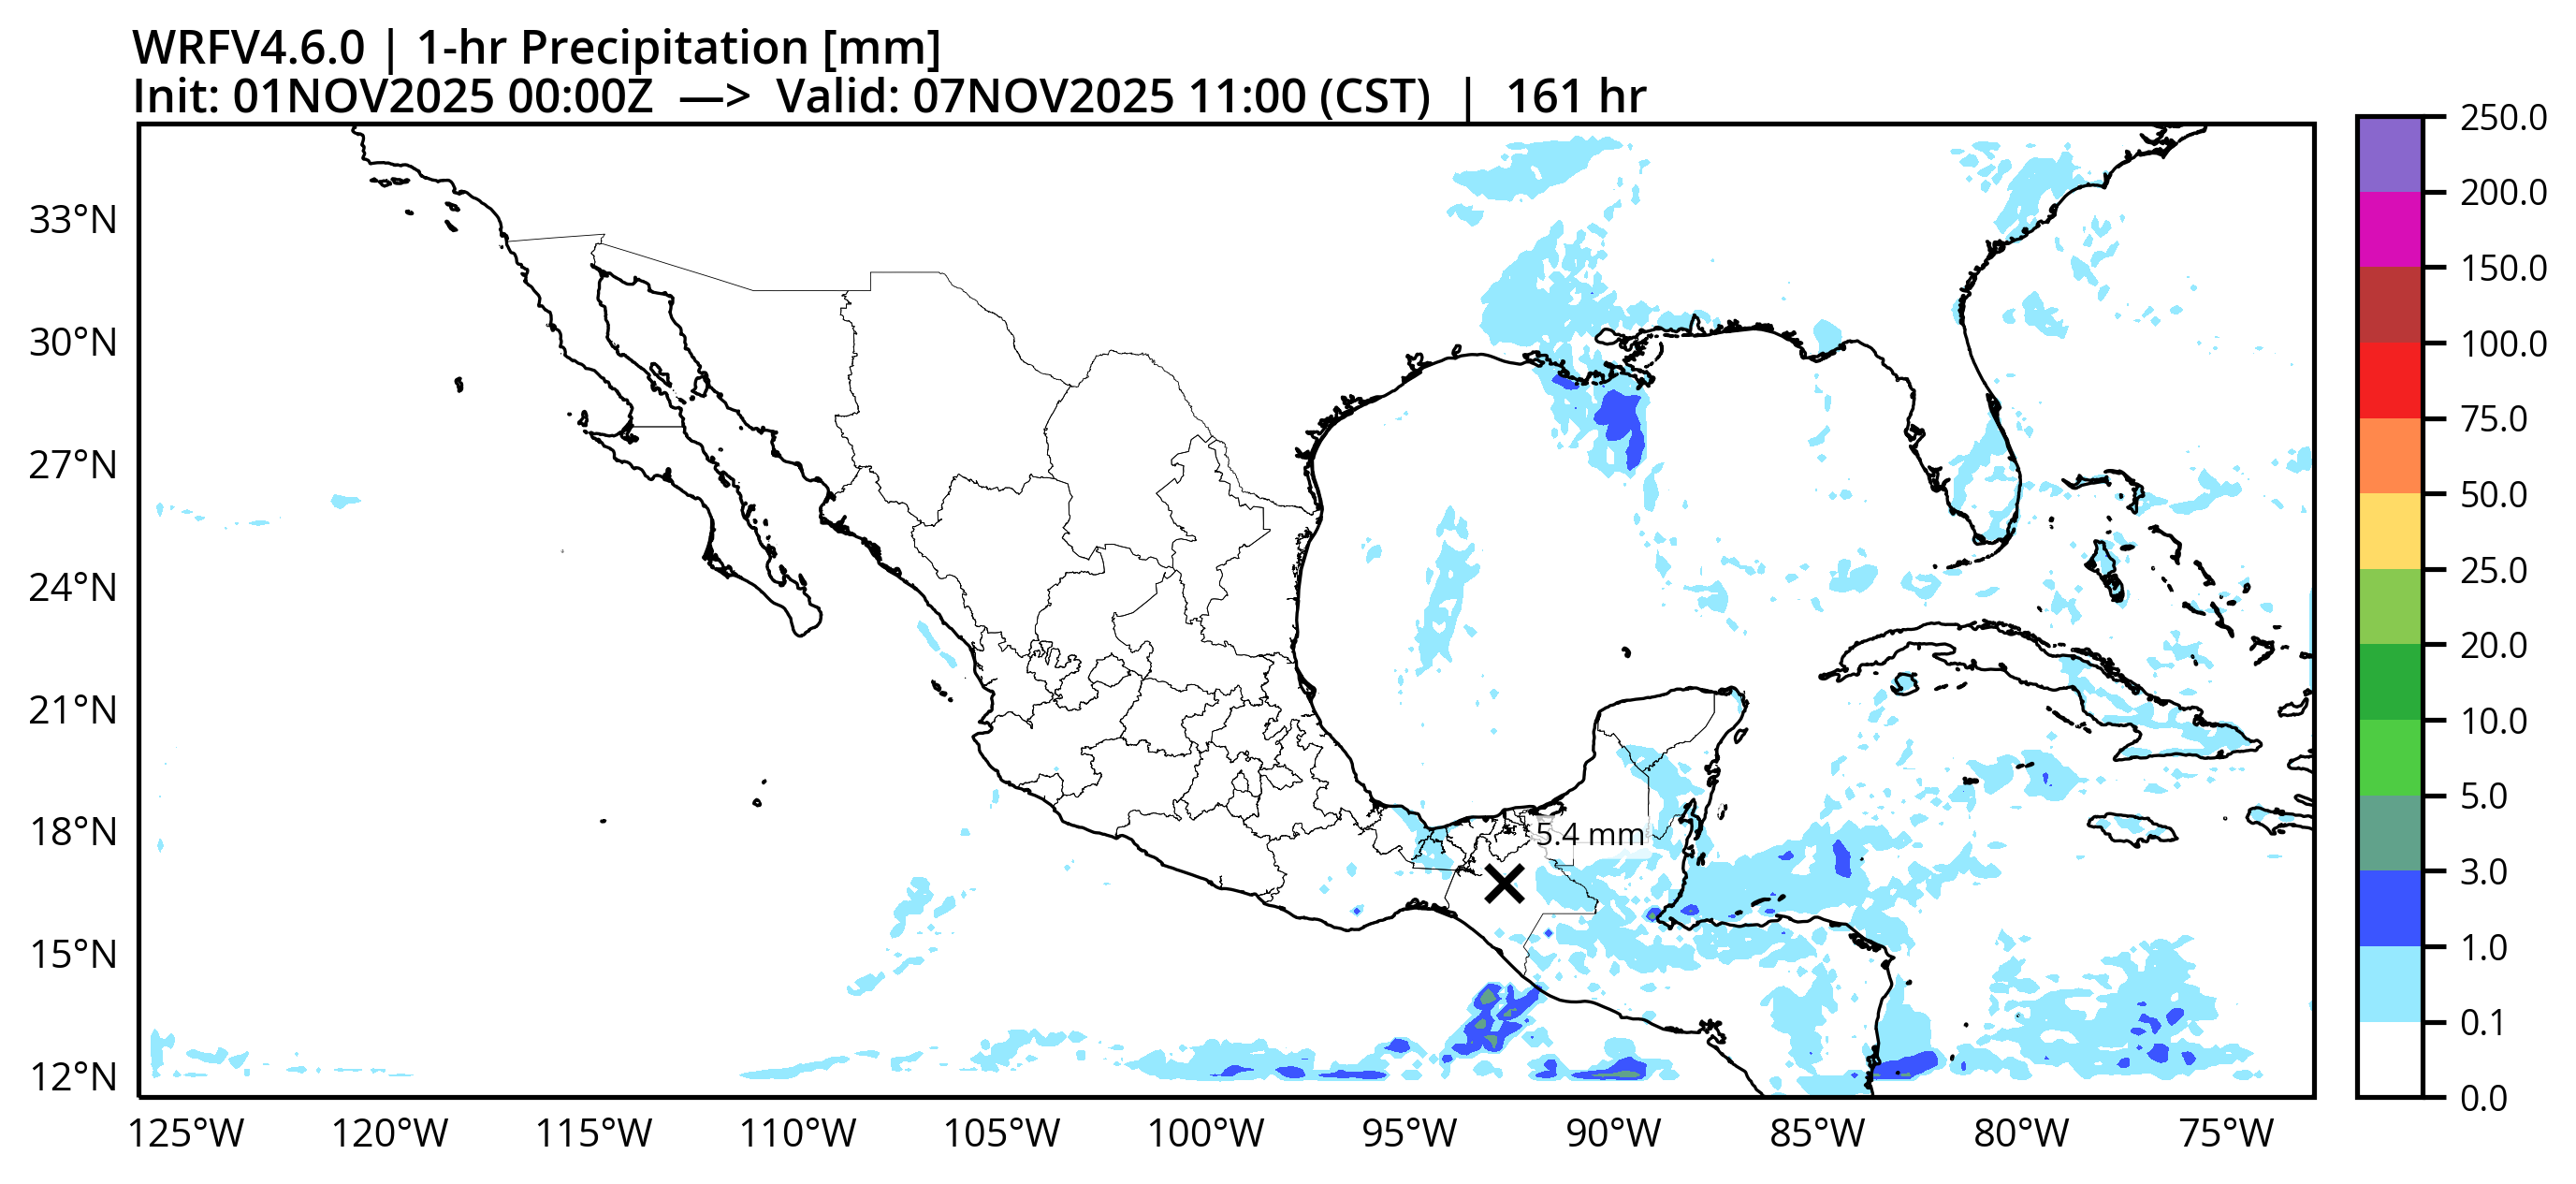 WRFV4.6.0 | 1-hr Precipitation [mm]
Init: 01NOV2025 00:00Z —> Valid: 07NOV2025 11:00 (CST) | 161 hr
33°N
30°N
27°N
24°N
21°N
18°N
15°N
12°N
125°W 120°W 115°W 110°W 105°W 100°W 95°W 90°W 85°W 80°W 75°W
5.4 mm
250.0
200.0
150.0
100.0
75.0
50.0
25.0
20.0
10.0
5.0
3.0
1.0
0.1
0.0